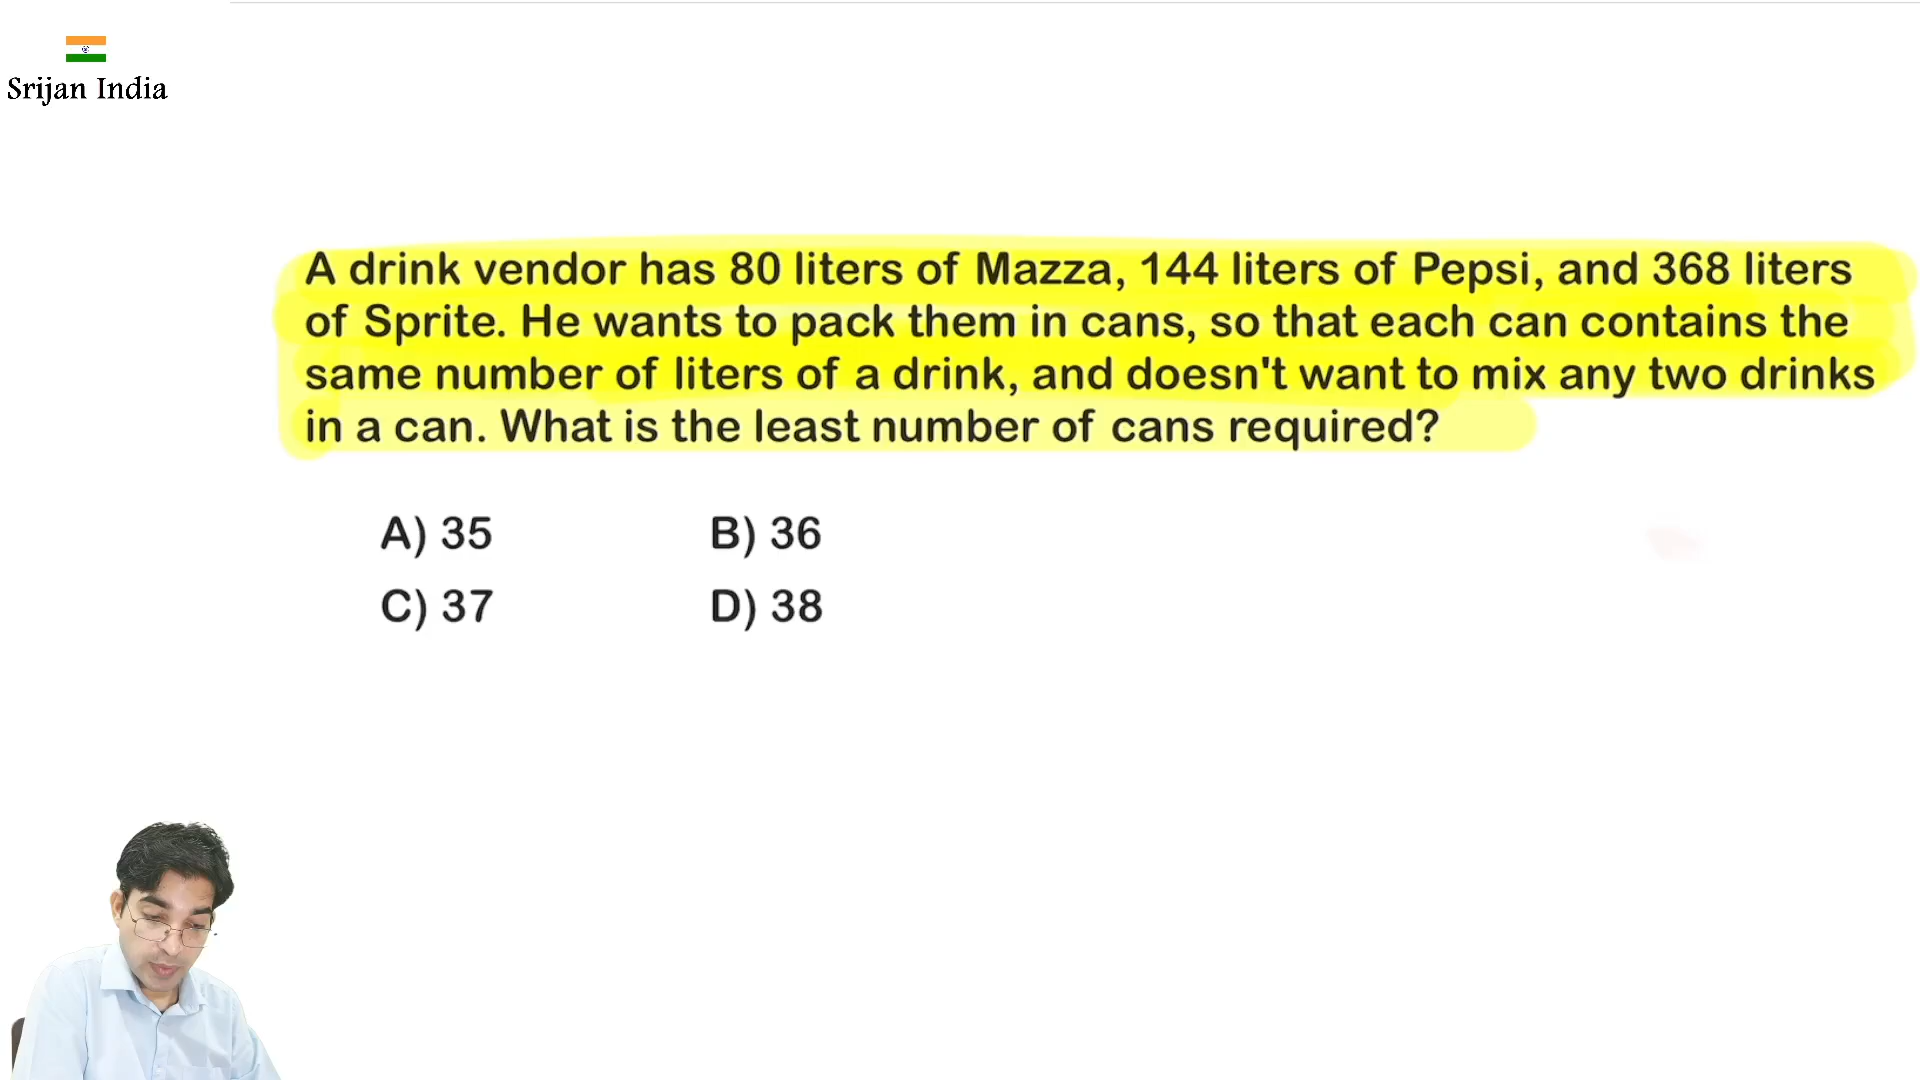 Srijan India
A drink vendor has 80 liters of Mazza, 144 liters of Pepsi, and 368 liters
of Sprite. He wants to pack them in cans, so that each can contains the
same number of liters of a drink, and doesn't want to mix any two drinks
in a can. What is the least number of cans required?
A) 35 B) 36
C) 37 D) 38